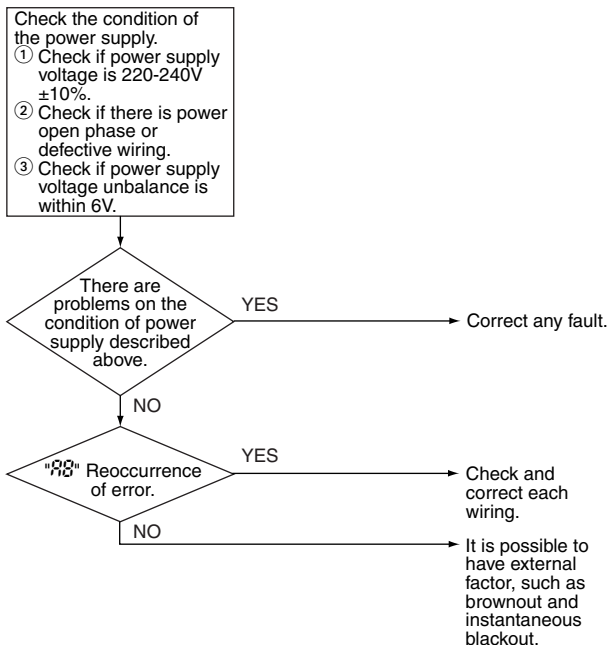 Check the condition of
the power supply.
① Check if power supply
voltage is 220-240V
±10%.
② Check if there is power
open phase or
defective wiring.
③ Check if power supply
voltage unbalance is
within 6V.
There are
problems on the
condition of power
supply described
above.
YES
Correct any fault.
NO
"A8" Reoccurrence
of error.
YES
Check and
correct each
wiring.
NO
It is possible to
have external
factor, such as
brownout and
instantaneous
blackout.